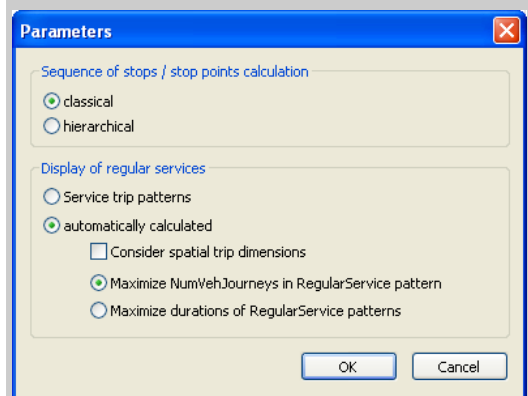 Parameters
Sequence of stops / stop points calculation
classical
hierarchical
Display of regular services
Service trip patterns
automatically calculated
Consider spatial trip dimensions
Maximize NumVehJourneys in RegularService pattern
Maximize durations of RegularService patterns
OK Cancel